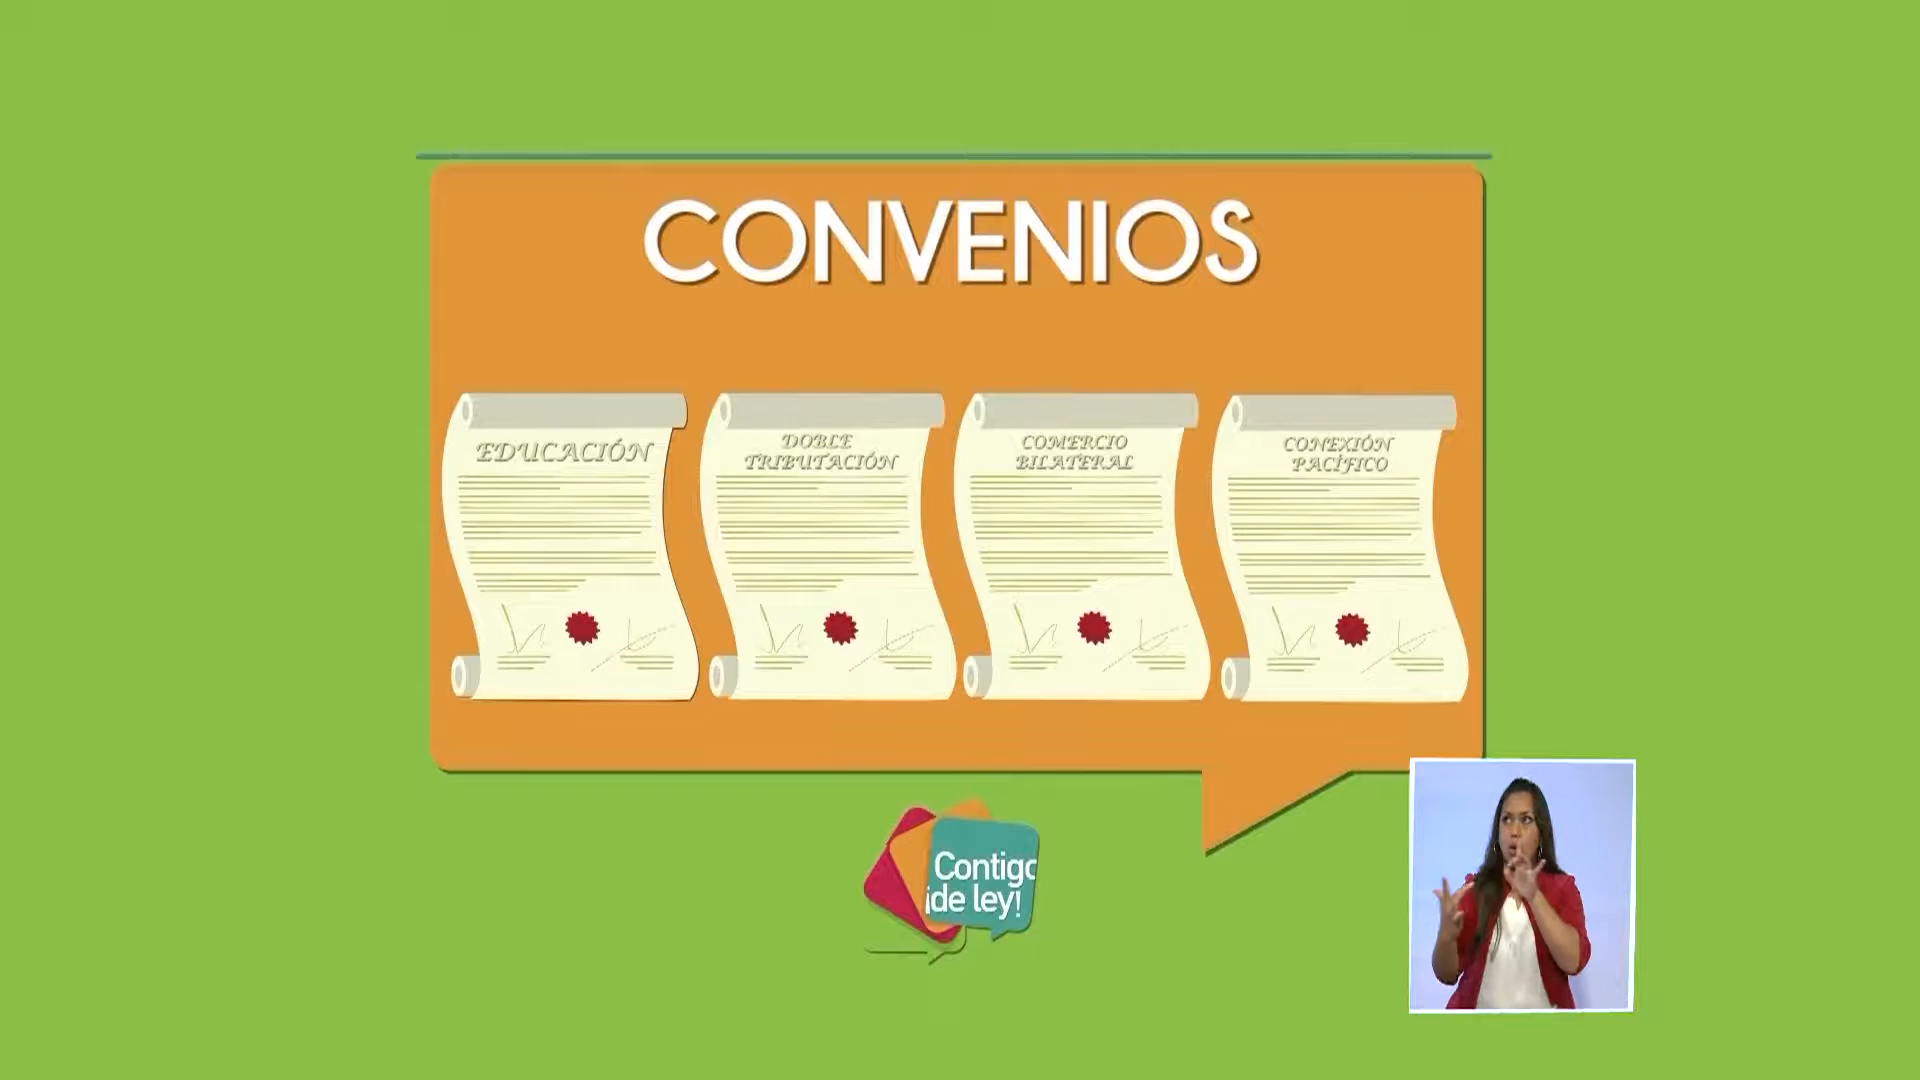 CONVENIOS
EDUCACIÓN
DOBLE
TRIBUTACIÓN
COMERCIO
BILATERAL
CONEXIÓN
PACÍFICO
Contigo
¡de ley!